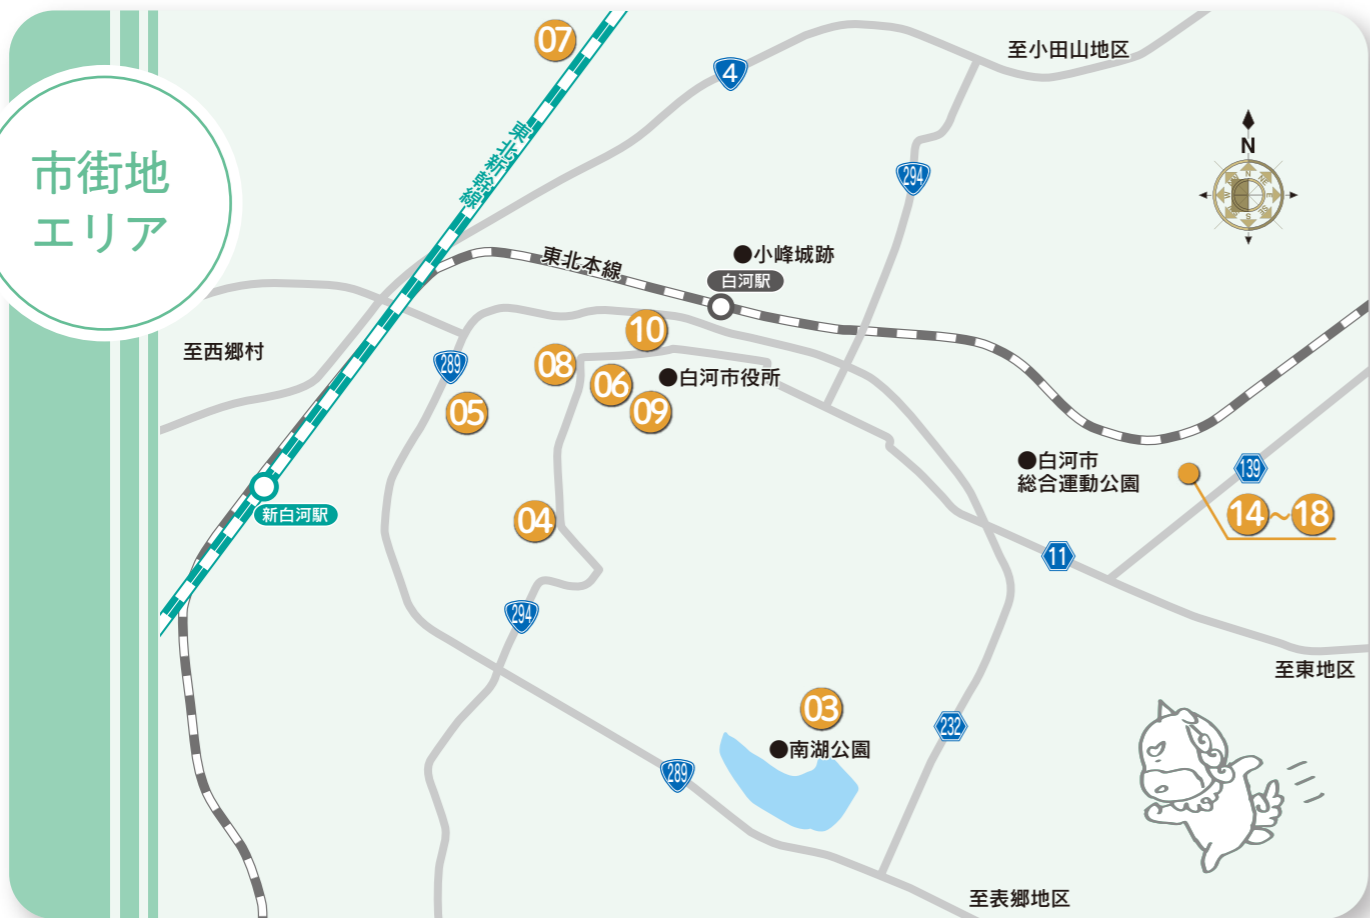 市街地
エリア
07
4
至小田山地区
東北新幹線
N
294
東北本線
●小峰城跡
白河駅
10
至西郷村
289
08
06
●白河市役所
05
09
●白河市
総合運動公園
139
14～18
新白河駅
04
11
294
至東地区
03
232
●南湖公園
289
至表郷地区